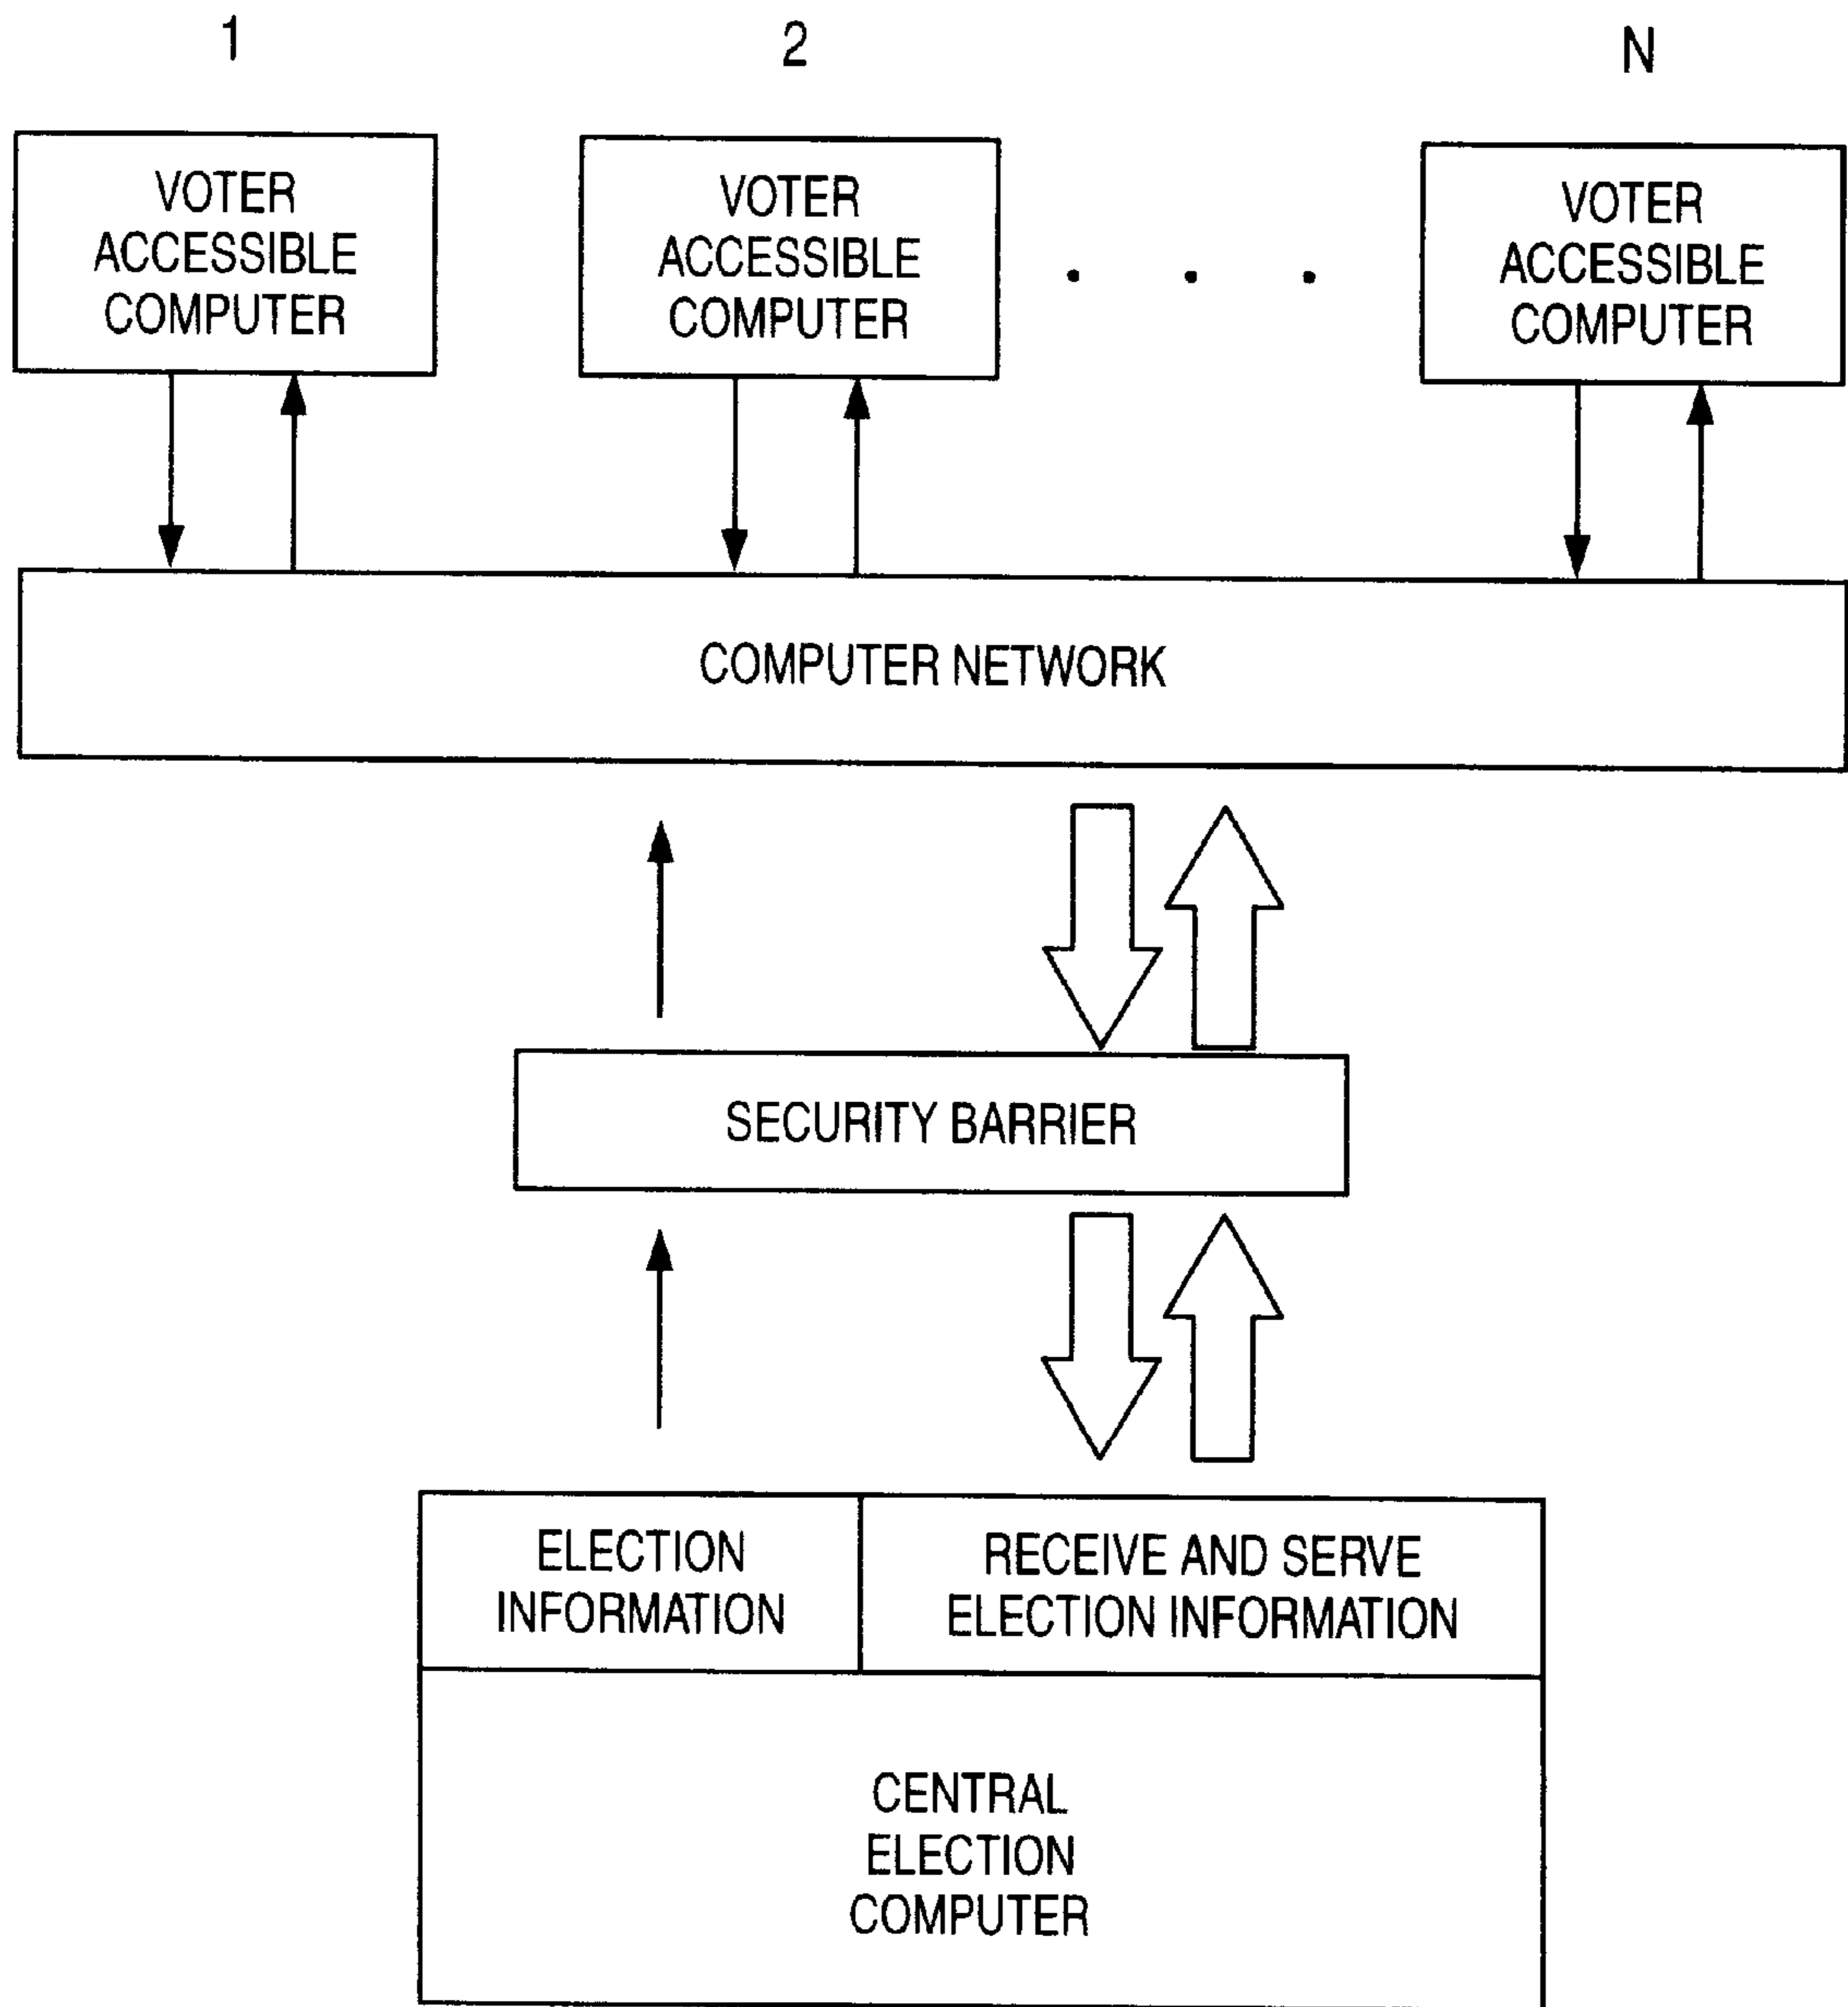 1
2
N
VOTER
ACCESSIBLE
COMPUTER
VOTER
ACCESSIBLE
COMPUTER
VOTER
ACCESSIBLE
COMPUTER
COMPUTER NETWORK
SECURITY BARRIER
ELECTION
INFORMATION
RECEIVE AND SERVE
ELECTION INFORMATION
CENTRAL
ELECTION
COMPUTER